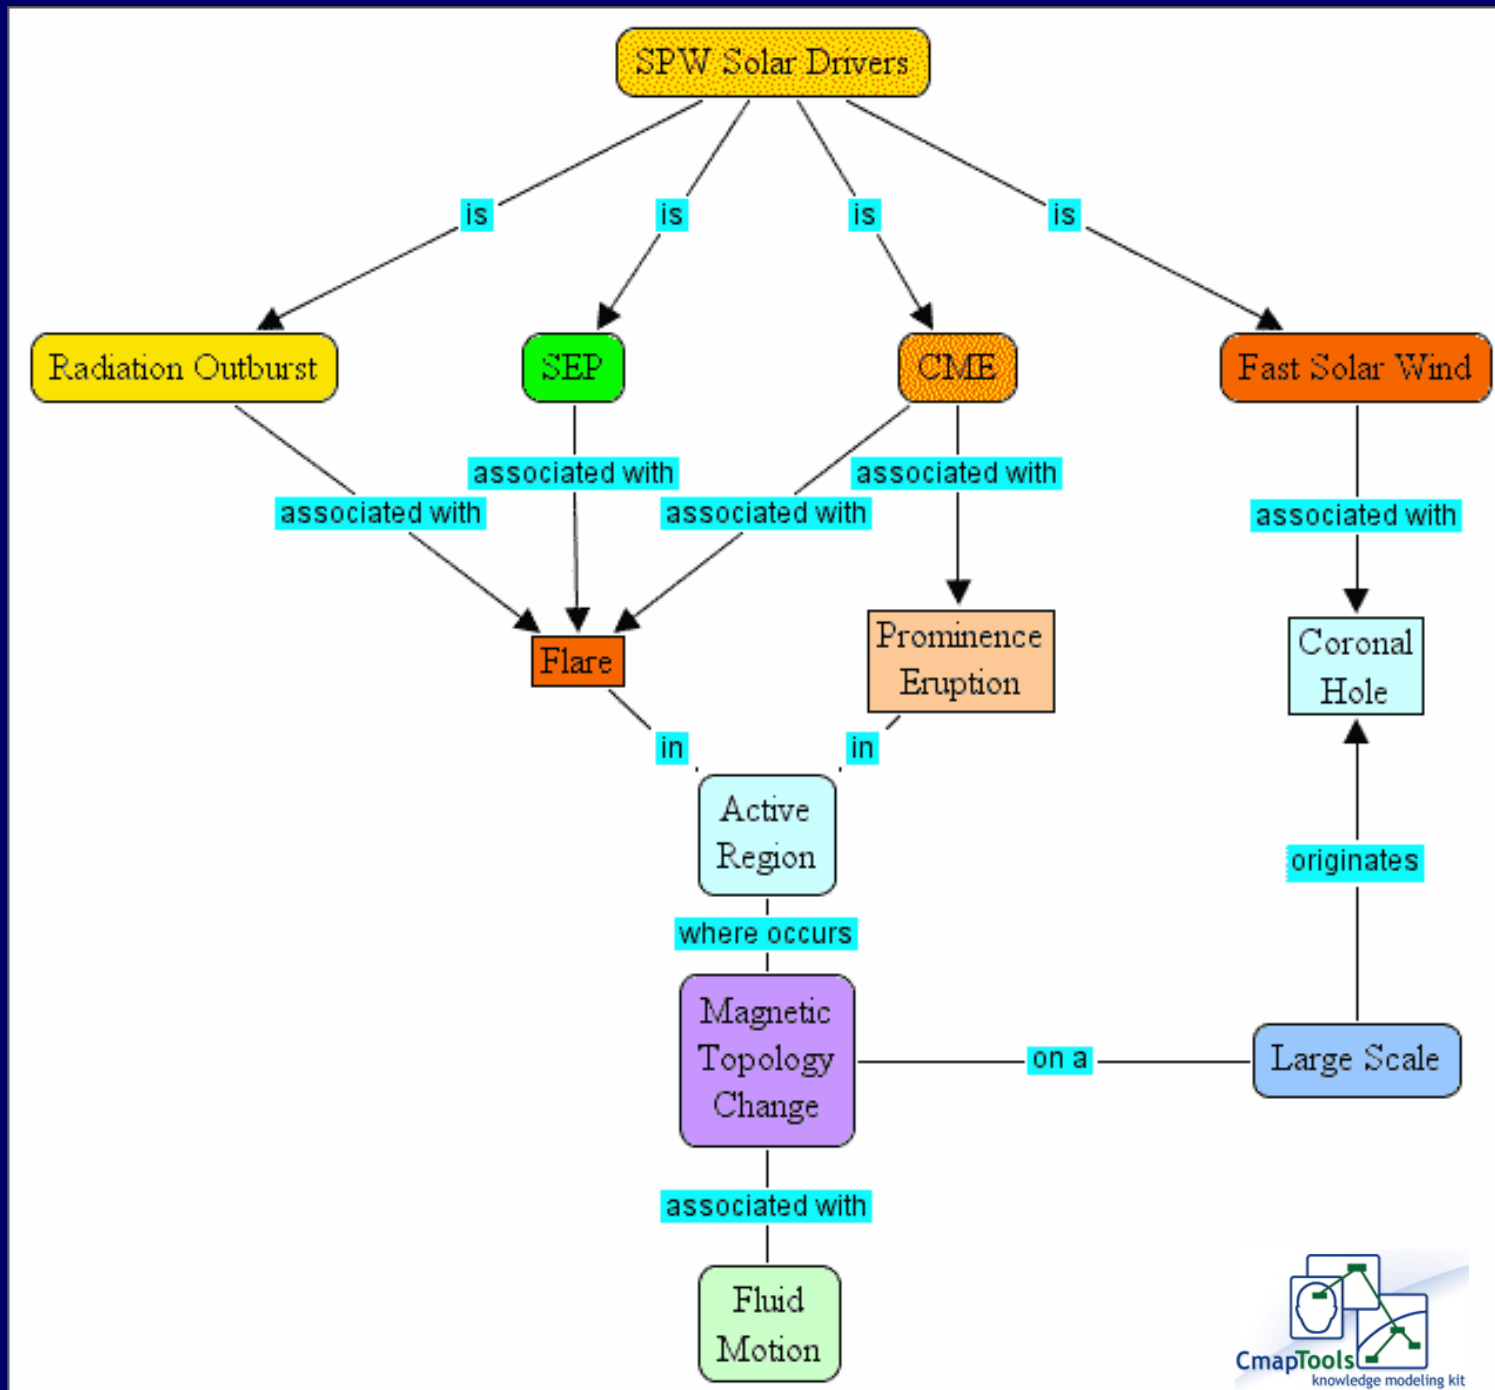 SPW Solar Drivers
is
is
is
is
Radiation Outburst
SEP
CME
Fast Solar Wind
associated with
associated with
associated with
associated with
associated with
Flare
Prominence
Eruption
Coronal
Hole
in
in
Active
Region
originates
where occurs
Magnetic
Topology
Change
on a
Large Scale
associated with
Fluid
Motion
CmapTools
knowledge modeling kit